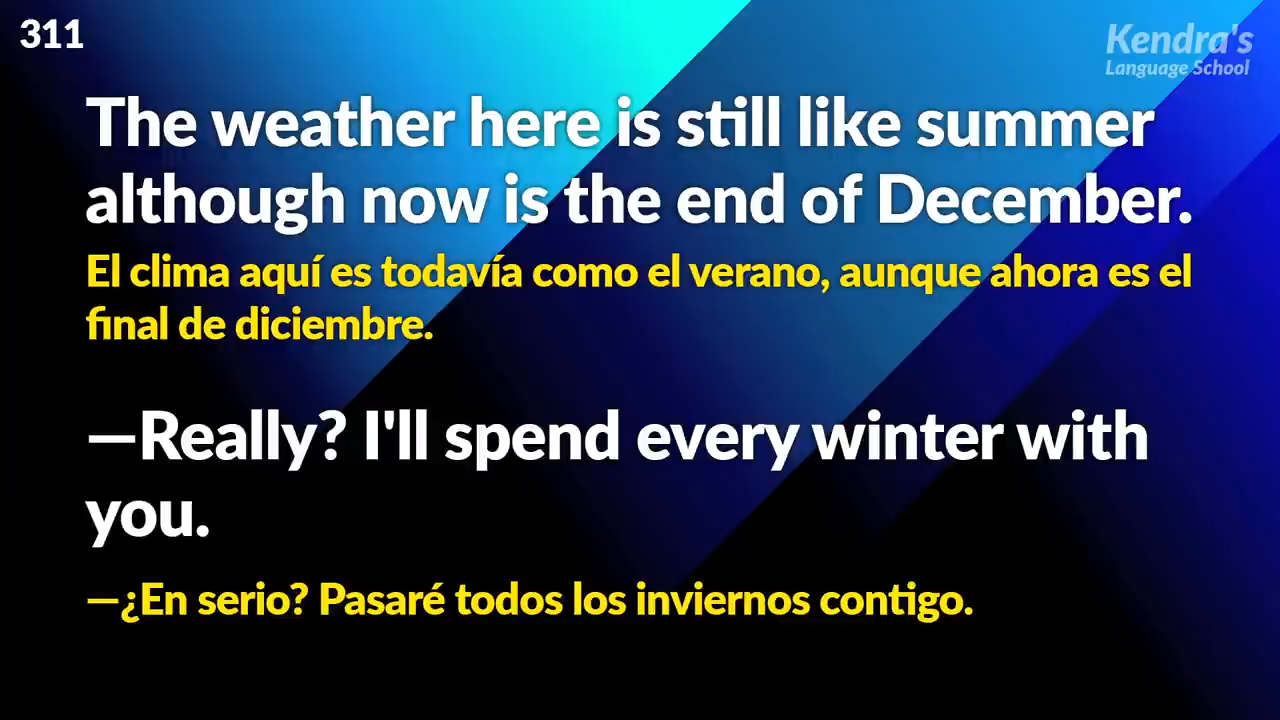 311
Kendra's
Language School
The weather here is still like summer
although now is the end of December.
El clima aquí es todavía como el verano, aunque ahora es el
final de diciembre.
—Really? I'll spend every winter with
you.
—¿En serio? Pasaré todos los inviernos contigo.